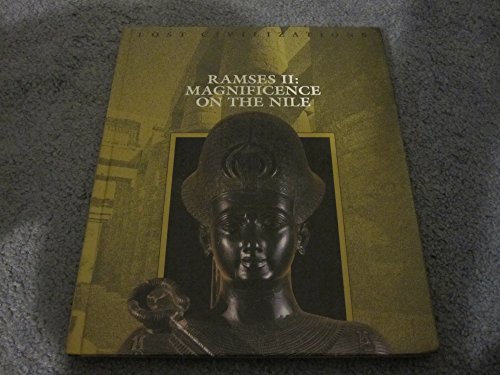 LOST CIVILIZATIONS
RAMSES II:
MAGNIFICENCE
ON THE NILE